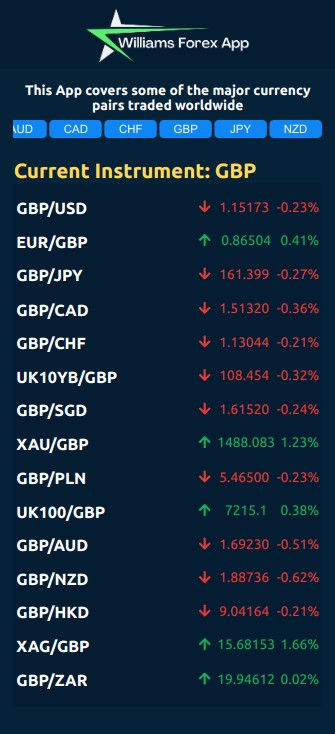 Williams Forex App
This App covers some of the major currency
pairs traded worldwide
AUD CAD CHF GBP JPY NZD
Current Instrument: GBP
GBP/USD ↓ 1.15173 -0.23%
EUR/GBP ↑ 0.86504 0.41%
GBP/JPY ↓ 161.399 -0.27%
GBP/CAD ↓ 1.51320 -0.36%
GBP/CHF ↓ 1.13044 -0.21%
UK10YB/GBP ↓ 108.454 -0.32%
GBP/SGD ↓ 1.61520 -0.24%
XAU/GBP ↑ 1488.083 1.23%
GBP/PLN ↓ 5.46500 -0.23%
UK100/GBP ↑ 7215.1 0.38%
GBP/AUD ↓ 1.69230 -0.51%
GBP/NZD ↓ 1.88736 -0.62%
GBP/HKD ↓ 9.04164 -0.21%
XAG/GBP ↑ 15.68153 1.66%
GBP/ZAR ↑ 19.94612 0.02%